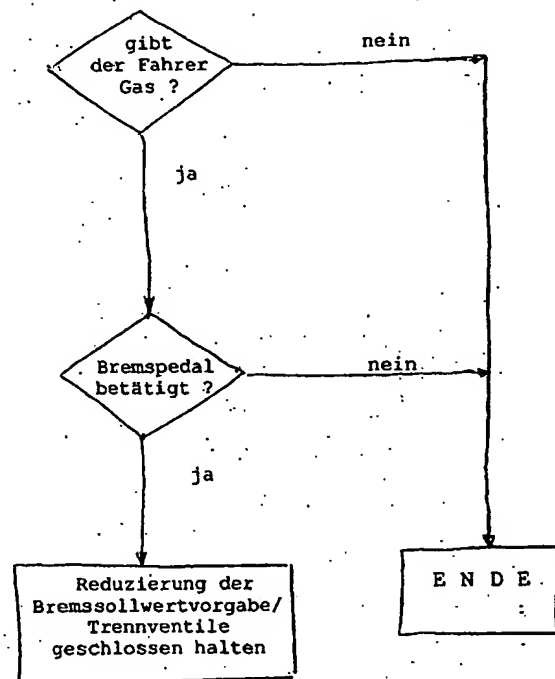 gibt
der Fahrer
Gas ?
nein
ja
Bremspedal
betätigt ?
nein
ja
Reduzierung der
Bremssollwertvorgabe/
Trennventile
geschlossen halten
E N D E